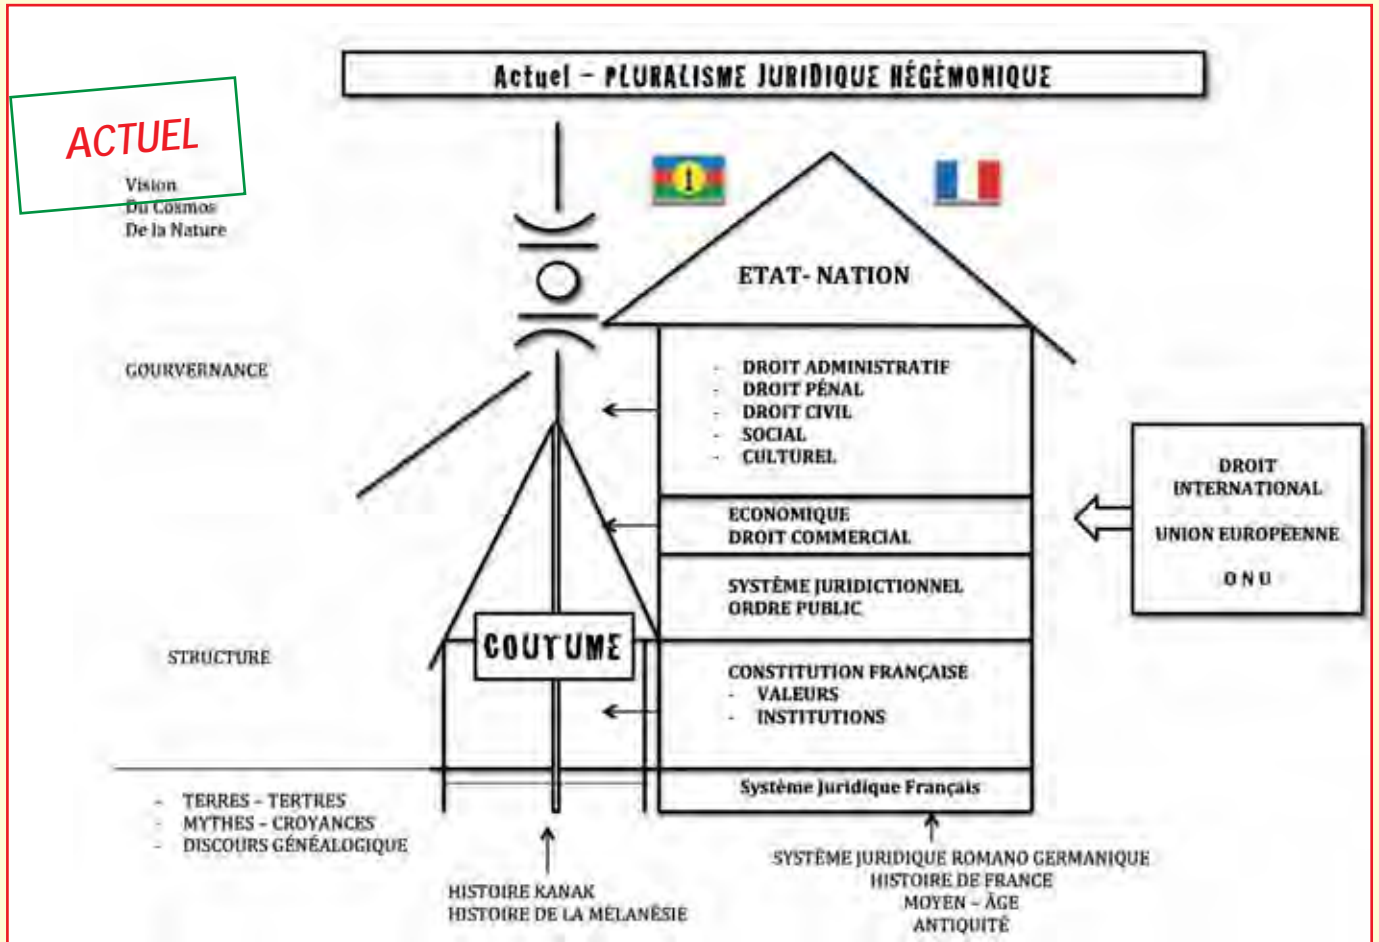 Actuel – PLURALISME JURIDIQUE HÉGÉMONIQUE
ACTUEL
Vision
Du Cosmos
De la Nature
ETAT- NATION
GOURVERNANCE
- DROIT ADMINISTRATIF
- DROIT PÉNAL
- DROIT CIVIL
- SOCIAL
- CULTUREL
ECONOMIQUE
DROIT COMMERCIAL
DROIT
INTERNATIONAL
UNION EUROPÉENNE
O N U
SYSTÈME JURIDICTIONNEL
ORDRE PUBLIC
COUTUME
STRUCTURE
CONSTITUTION FRANÇAISE
- VALEURS
- INSTITUTIONS
Système Juridique Français
- TERRES – TERTRES
- MYTHES – CROYANCES
- DISCOURS GÉNÉALOGIQUE
HISTOIRE KANAK
HISTOIRE DE LA MÉLANÉSIE
SYSTÈME JURIDIQUE ROMANO GERMANIQUE
HISTOIRE DE FRANCE
MOYEN – ÂGE
ANTIQUITÉ